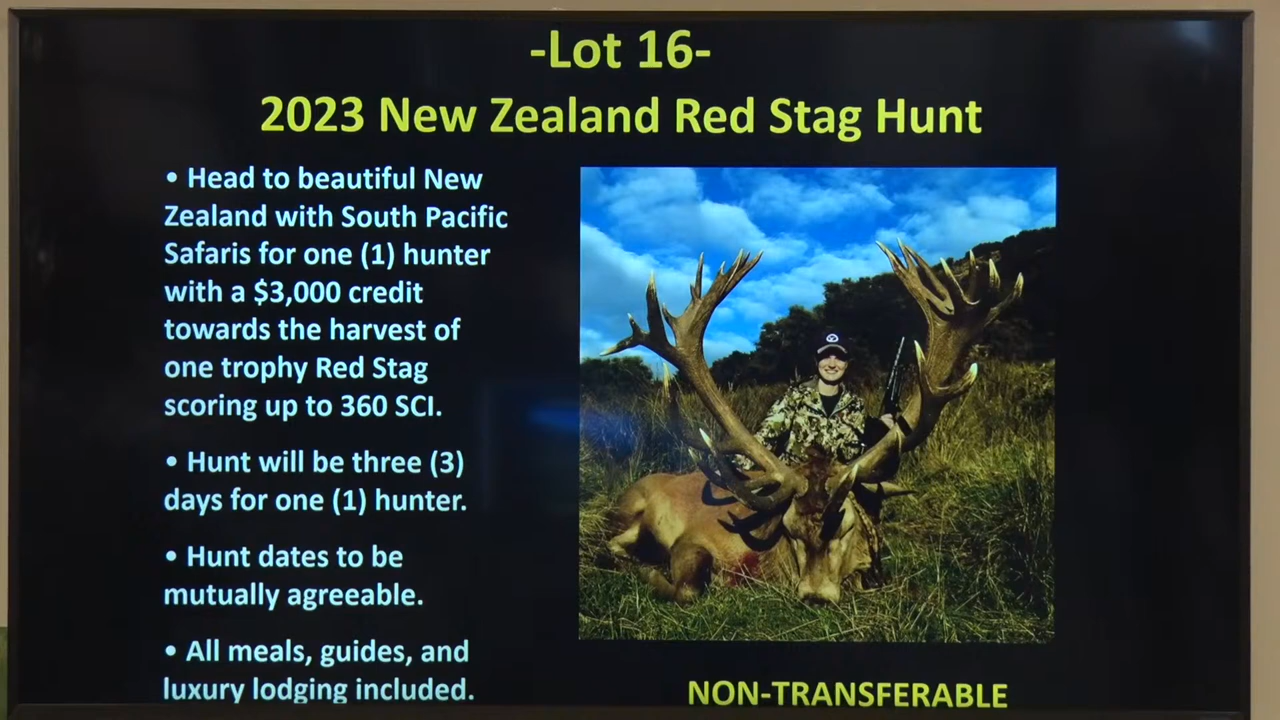 -Lot 16-
2023 New Zealand Red Stag Hunt
• Head to beautiful New
Zealand with South Pacific
Safaris for one (1) hunter
with a $3,000 credit
towards the harvest of
one trophy Red Stag
scoring up to 360 SCI.
• Hunt will be three (3)
days for one (1) hunter.
• Hunt dates to be
mutually agreeable.
• All meals, guides, and
luxury lodging included.
NON-TRANSFERABLE